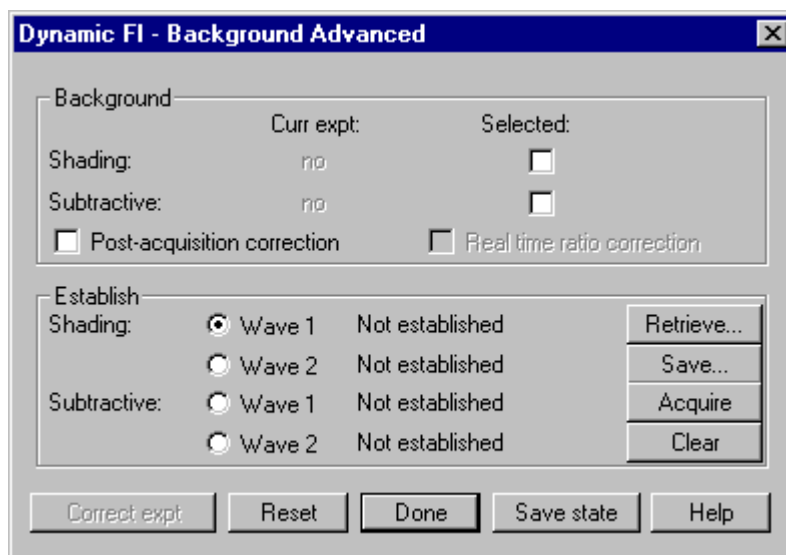 Dynamic FI - Background Advanced
Background
Curr expt: Selected:
Shading: no
Subtractive: no
Post-acquisition correction Real time ratio correction
Establish
Shading: Wave 1 Not established Retrieve...
Wave 2 Not established Save...
Subtractive: Wave 1 Not established Acquire
Wave 2 Not established Clear
Correct expt Reset Done Save state Help